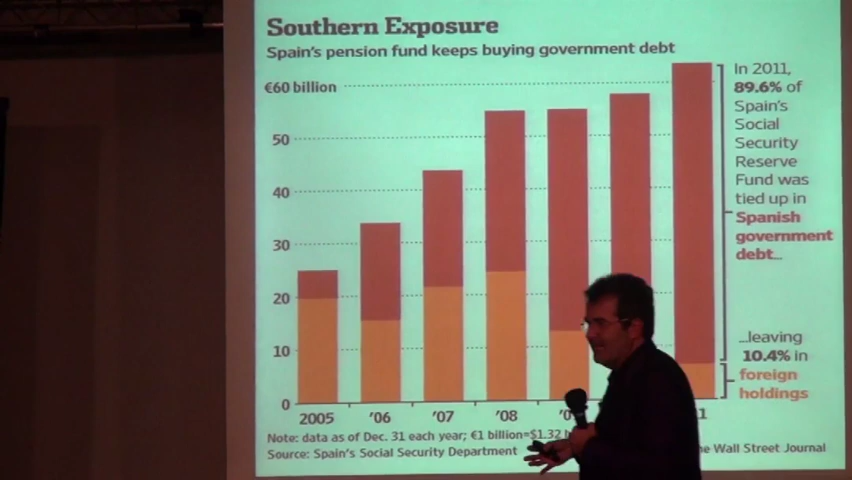 Southern Exposure
Spain's pension fund keeps buying government debt
€60 billion
50
40
30
20
10
0
2005 '06 '07 '08
In 2011,
89.6% of
Spain's
Social
Security
Reserve
Fund was
tied up in
Spanish
government
debt...
...leaving
10.4% in
foreign
holdings
Note: data as of Dec. 31 each year; €1 billion=$1.32
Source: Spain's Social Security Department
Wall Street Journal